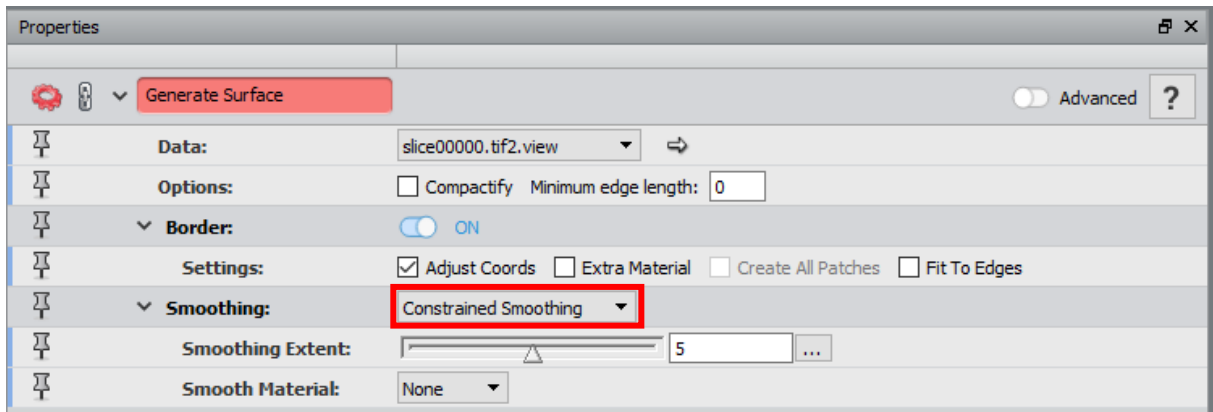 Properties
Generate Surface Advanced ?
Data: slice00000.tif2.view
Options: Compactify Minimum edge length: 0
Border: ON
Settings: Adjust Coords Extra Material Create All Patches Fit To Edges
Smoothing: Constrained Smoothing
Smoothing Extent: 5 ...
Smooth Material: None